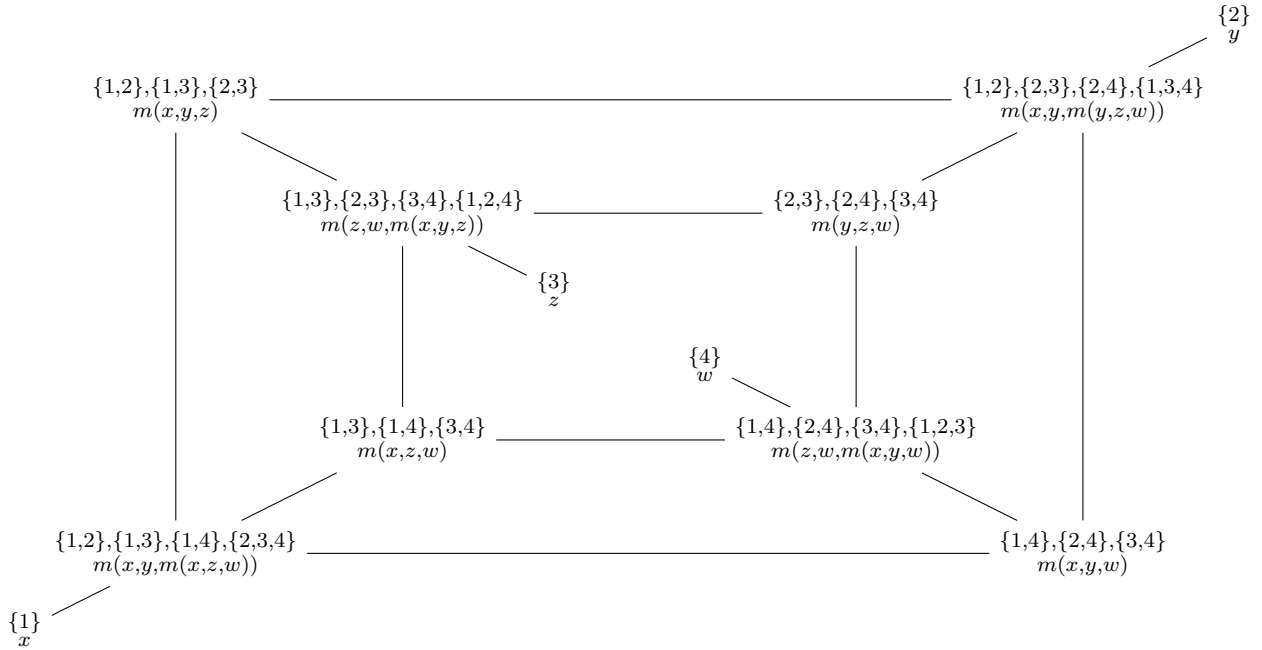 {2}
y
{1,2},{1,3},{2,3}
m(x,y,z)
{1,2},{2,3},{2,4},{1,3,4}
m(x,y,m(y,z,w))
{1,3},{2,3},{3,4},{1,2,4}
m(z,w,m(x,y,z))
{2,3},{2,4},{3,4}
m(y,z,w)
{3}
z
{4}
w
{1,3},{1,4},{3,4}
m(x,z,w)
{1,4},{2,4},{3,4},{1,2,3}
m(z,w,m(x,y,w))
{1,2},{1,3},{1,4},{2,3,4}
m(x,y,m(x,z,w))
{1,4},{2,4},{3,4}
m(x,y,w)
{1}
x